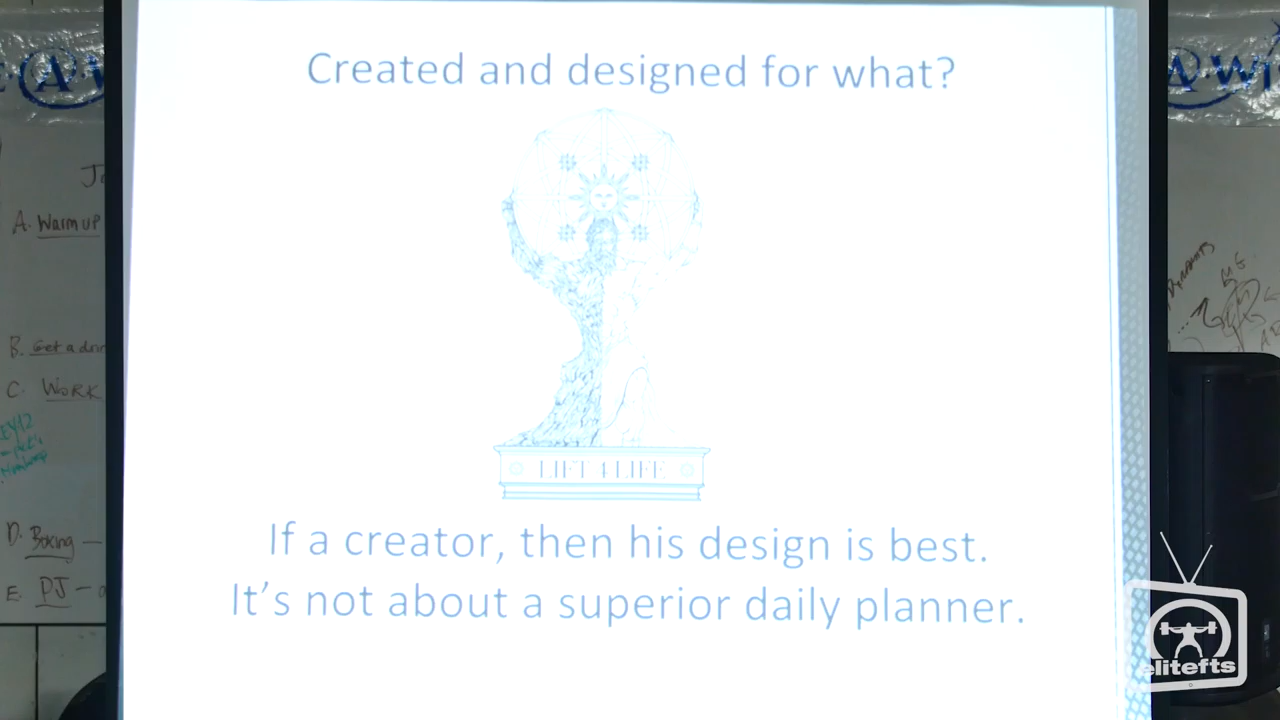 Created and designed for what?
LIFT 4 LIFE
If a creator, then his design is best.
It's not about a superior daily planner.
A. Warm up
B. Get a
C. WORK
D. Boxing —
E. PJ —
elitefts